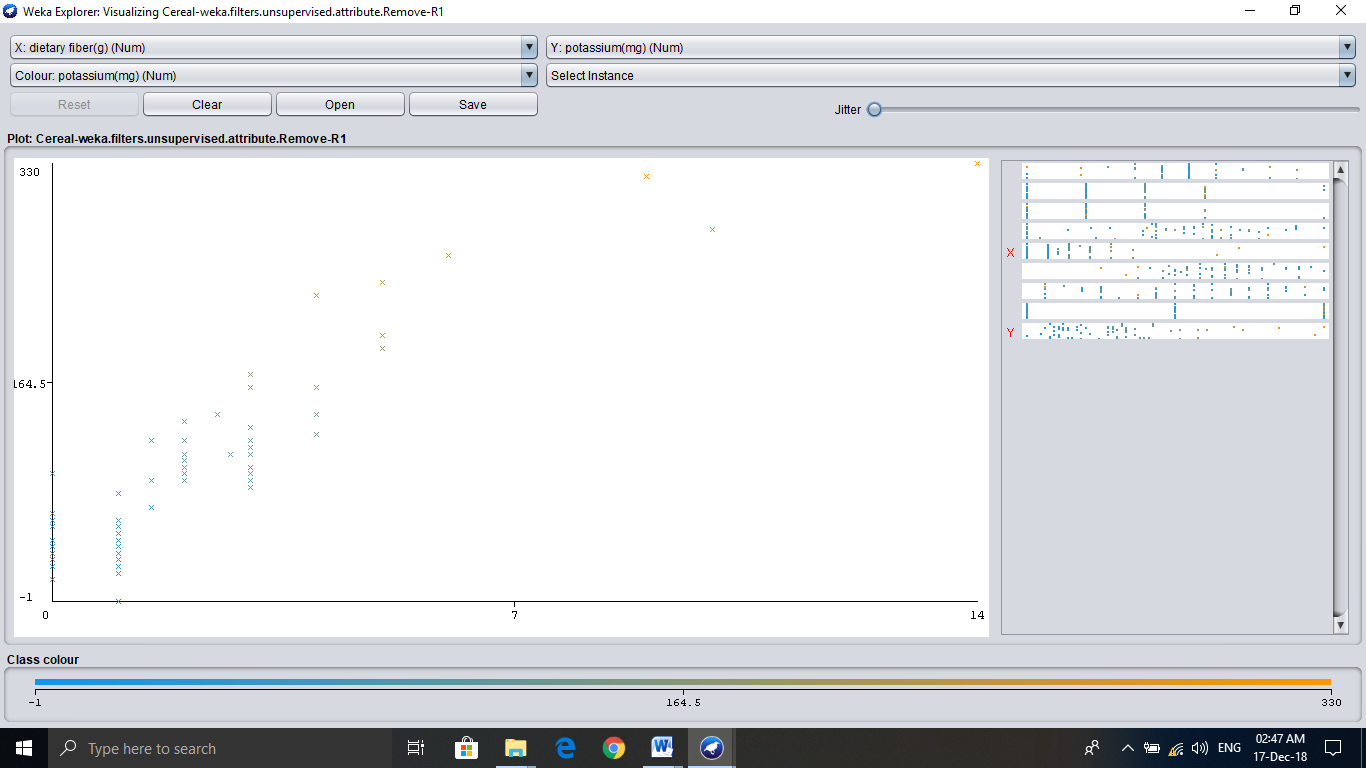 Weka Explorer: Visualizing Cereal-weka.filters.unsupervised.attribute.Remove-R1
X: dietary fiber(g) (Num)
Y: potassium(mg) (Num)
Colour: potassium(mg) (Num)
Select Instance
Reset
Clear
Open
Save
Jitter
Plot: Cereal-weka.filters.unsupervised.attribute.Remove-R1
330
164.5
-1
0
7
14
X
Y
Class colour
-1
164.5
330
Type here to search
ENG
02:47 AM
17-Dec-18